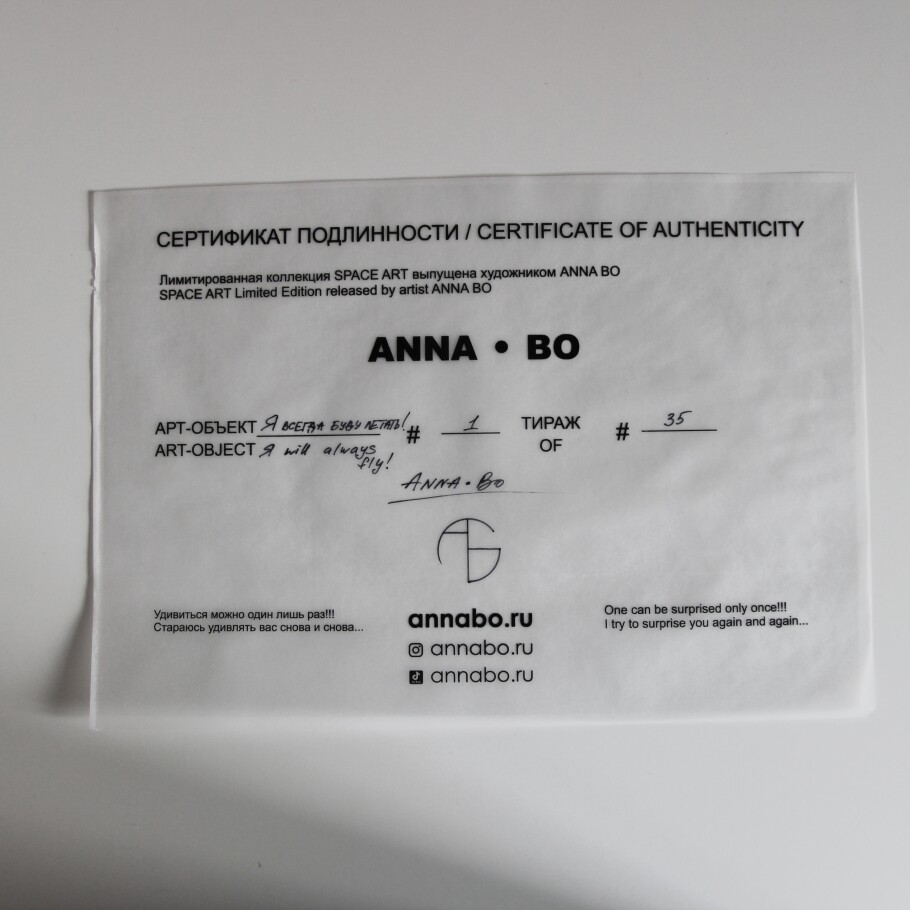 СЕРТИФИКАТ ПОДЛИННОСТИ / CERTIFICATE OF AUTHENTICITY
Лимитированная коллекция SPACE ART выпущена художником ANNA BO
SPACE ART Limited Edition released by artist ANNA BO
ANNA • BO
АРТ-ОБЪЕКТ Я ВСЕГДА БУДУ ЛЕТАТЬ! # 1 ТИРАЖ # 35
ART-OBJECT Я will always OF
fly!
ANNA • BO
AБ
Удивиться можно один лишь раз!!!
Стараюсь удивлять вас снова и снова...
annabo.ru
annabo.ru
annabo.ru
One can be surprised only once!!!
I try to surprise you again and again...